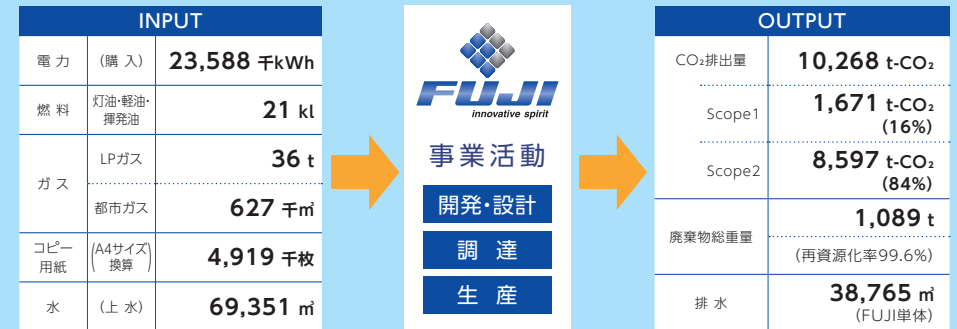 INPUT
電力 (購入) 23,588 千kWh
燃料 灯油・軽油・
揮発油 21 kl
ガス LPガス 36 t
都市ガス 627 千㎥
コピー
用紙 (A4サイズ
換算) 4,919 千枚
水 (上水) 69,351 ㎥
FUJI
innovative spirit
事業活動
開発・設計
調達
生産
OUTPUT
CO₂排出量 10,268 t-CO₂
Scope1 1,671 t-CO₂
(16%)
Scope2 8,597 t-CO₂
(84%)
廃棄物総重量 1,089 t
(再資源化率99.6%)
排水 38,765 ㎥
(FUJI単体)